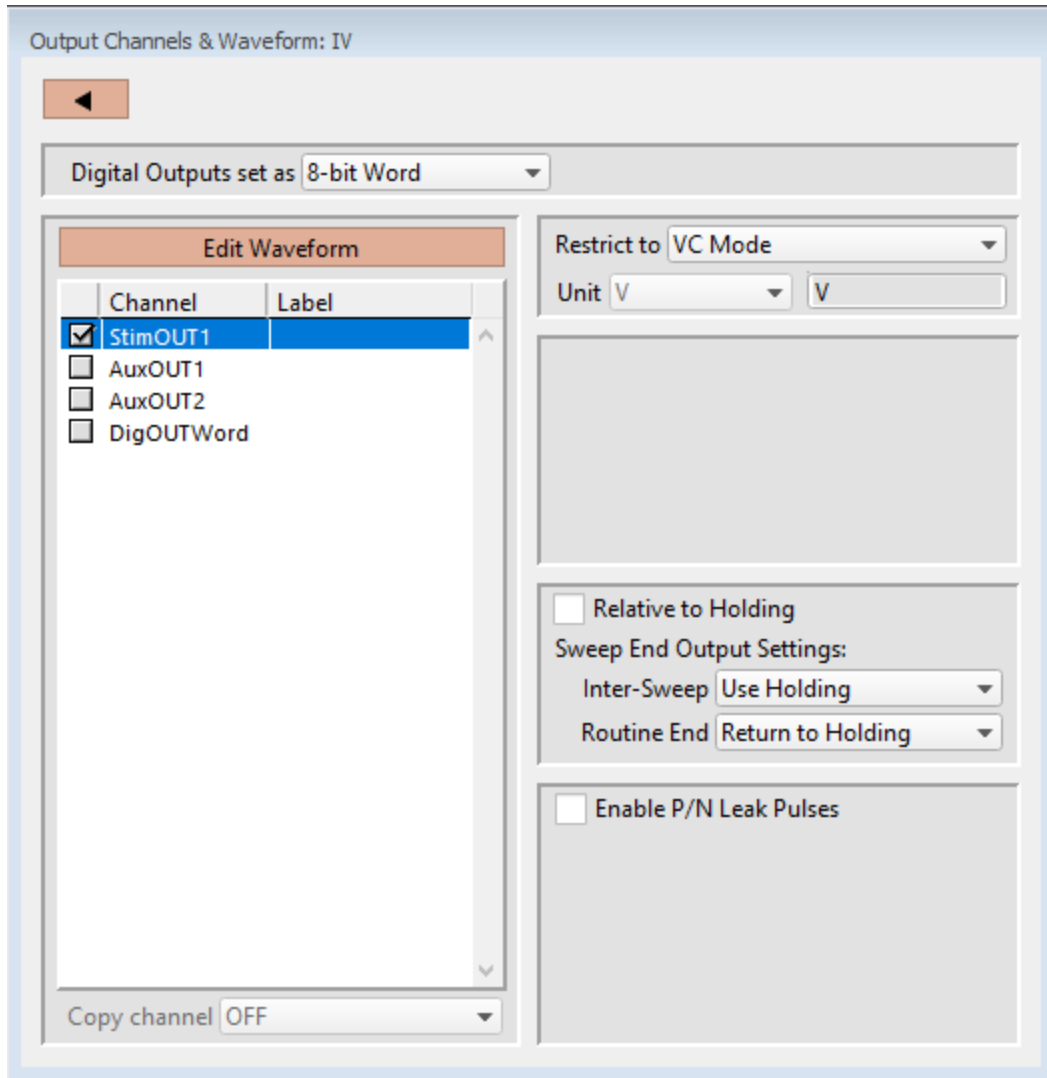 Output Channels & Waveform: IV
Digital Outputs set as 8-bit Word
Edit Waveform
Channel Label
StimOUT1
AuxOUT1
AuxOUT2
DigOUTWord
Copy channel OFF
Restrict to VC Mode
Unit V V
Relative to Holding
Sweep End Output Settings:
Inter-Sweep Use Holding
Routine End Return to Holding
Enable P/N Leak Pulses